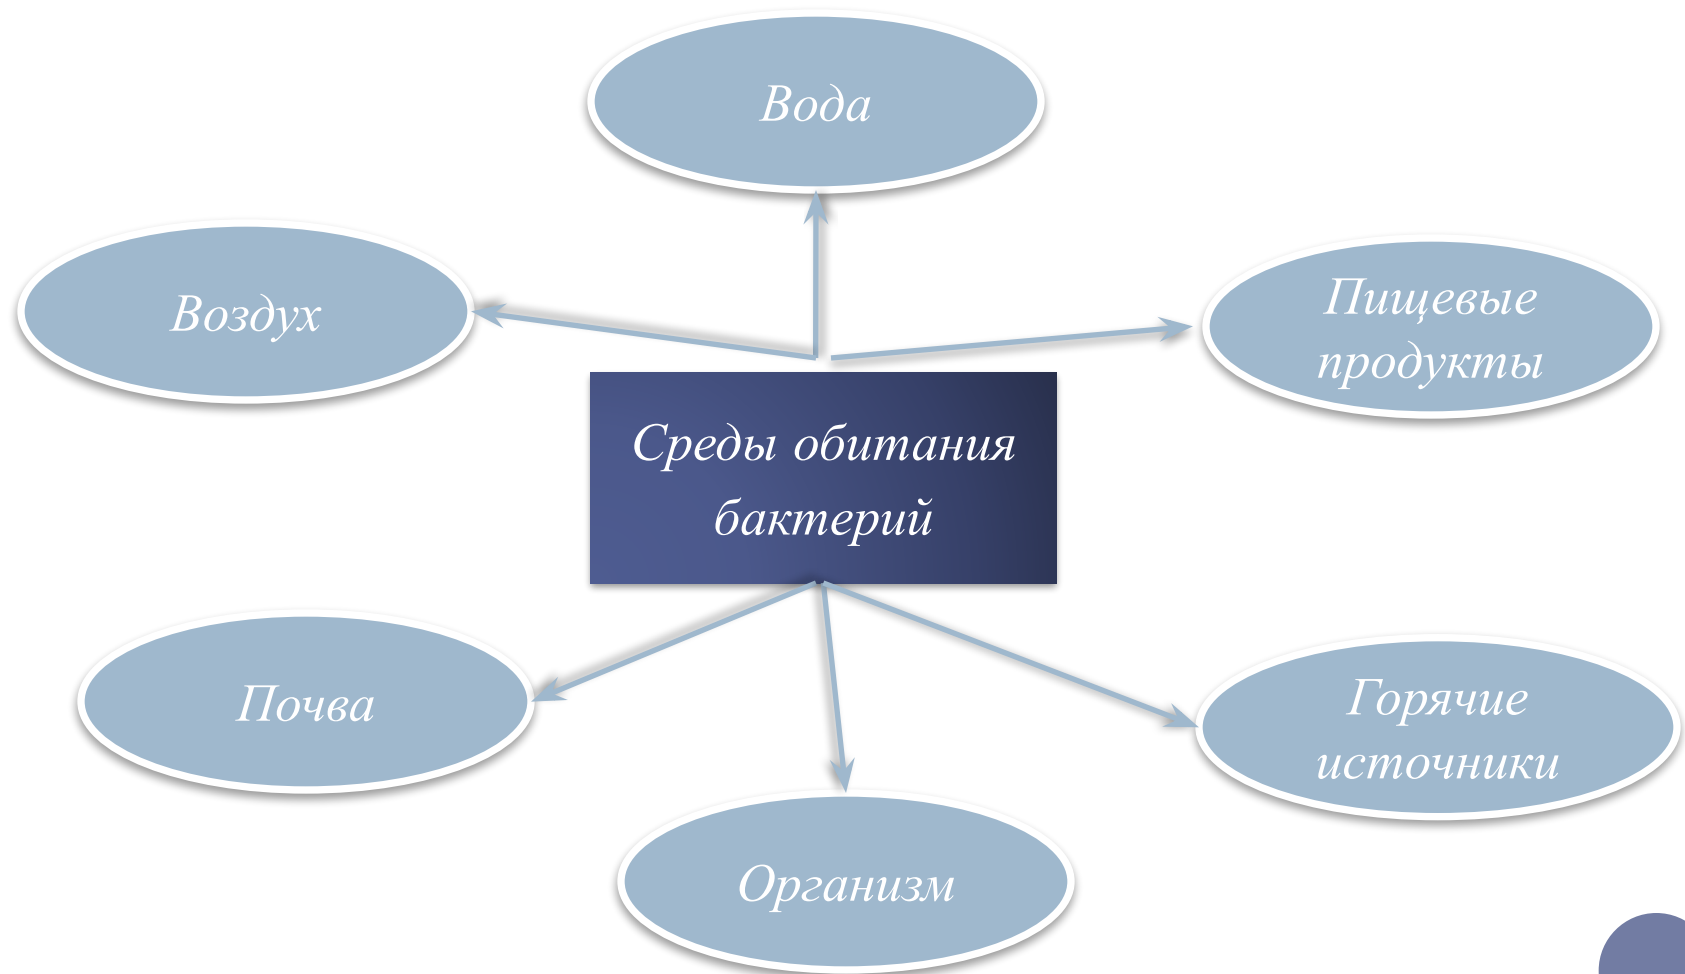 Вода
Воздух
Пищевые
продукты
Среды обитания
бактерий
Почва
Горячие
источники
Организм